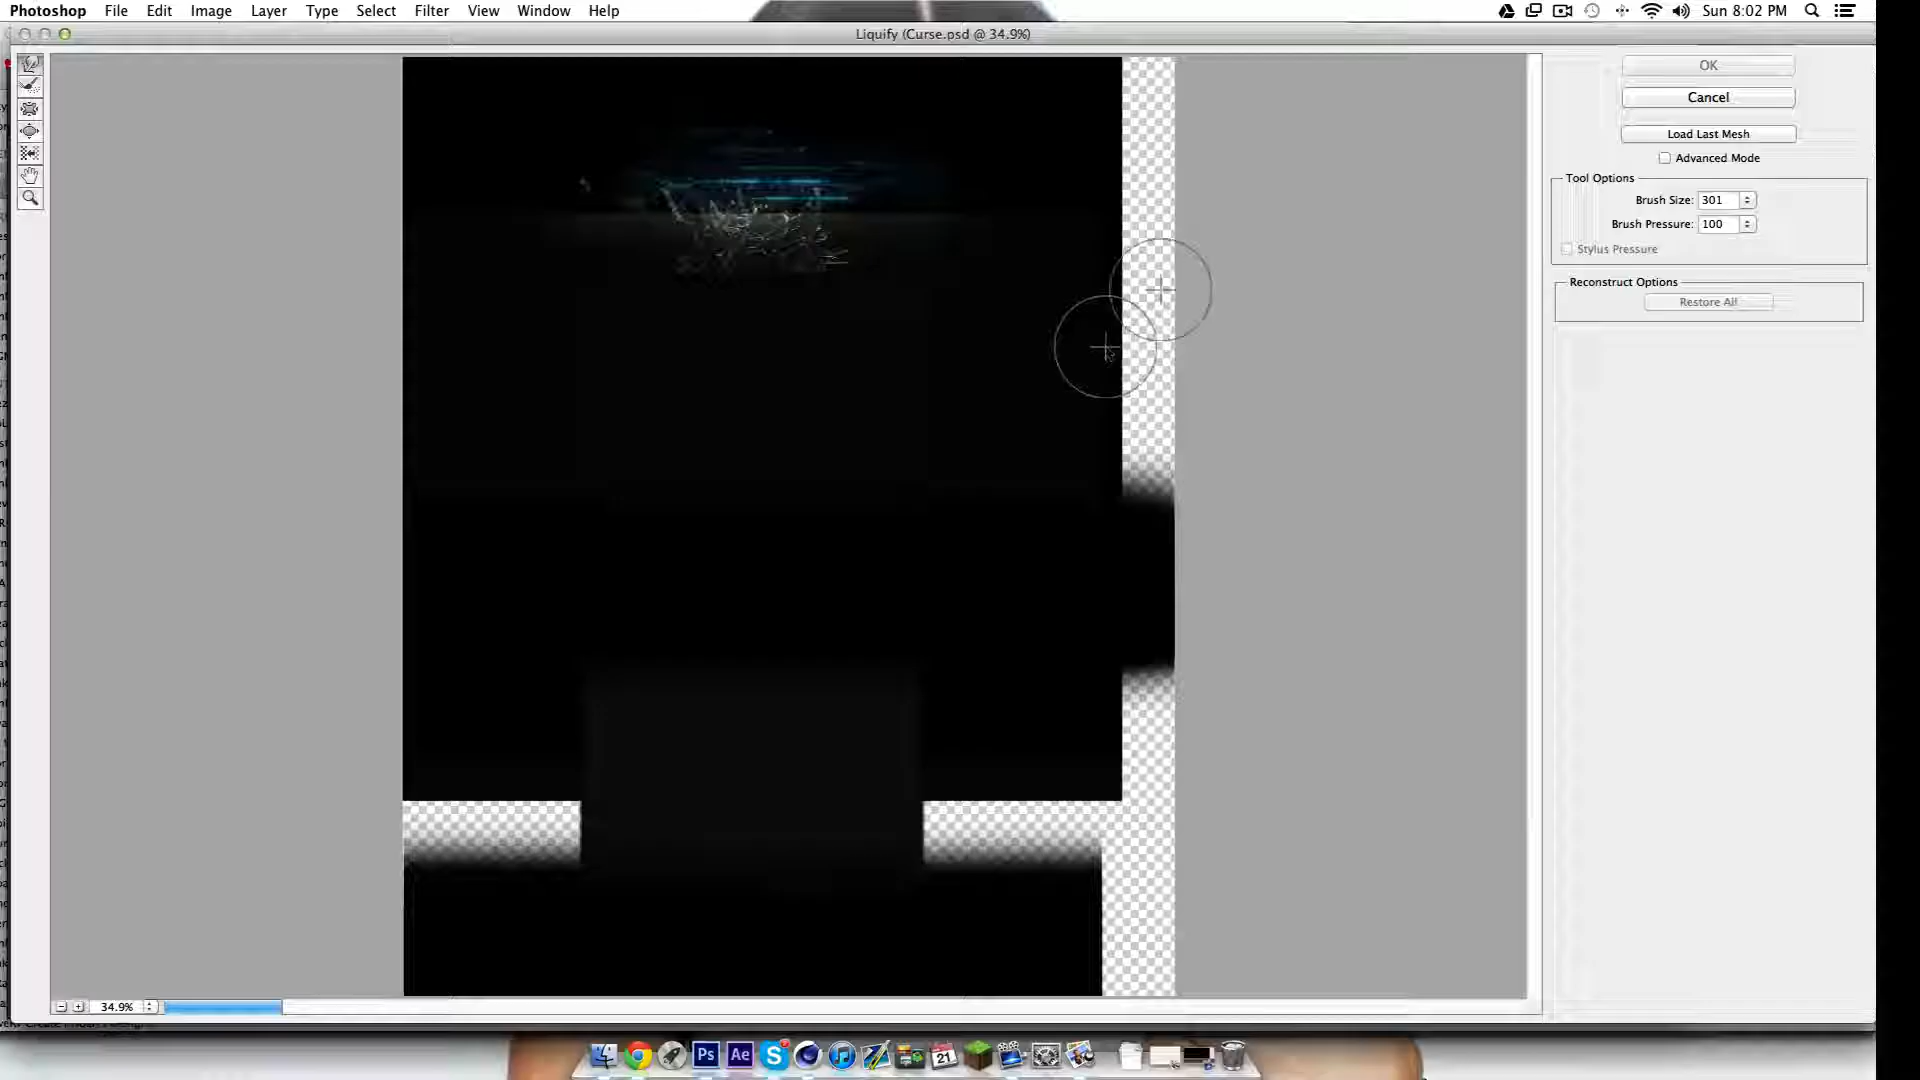 Photoshop File Edit Image Layer Type Select Filter View Window Help Sun 8:02 PM
Liquify (Curse.psd @ 34.9%)
OK
Cancel
Load Last Mesh
Advanced Mode
Tool Options
Brush Size: 301
Brush Pressure: 100
Stylus Pressure
Reconstruct Options
Restore All
34.9%
Ps Ae S 21